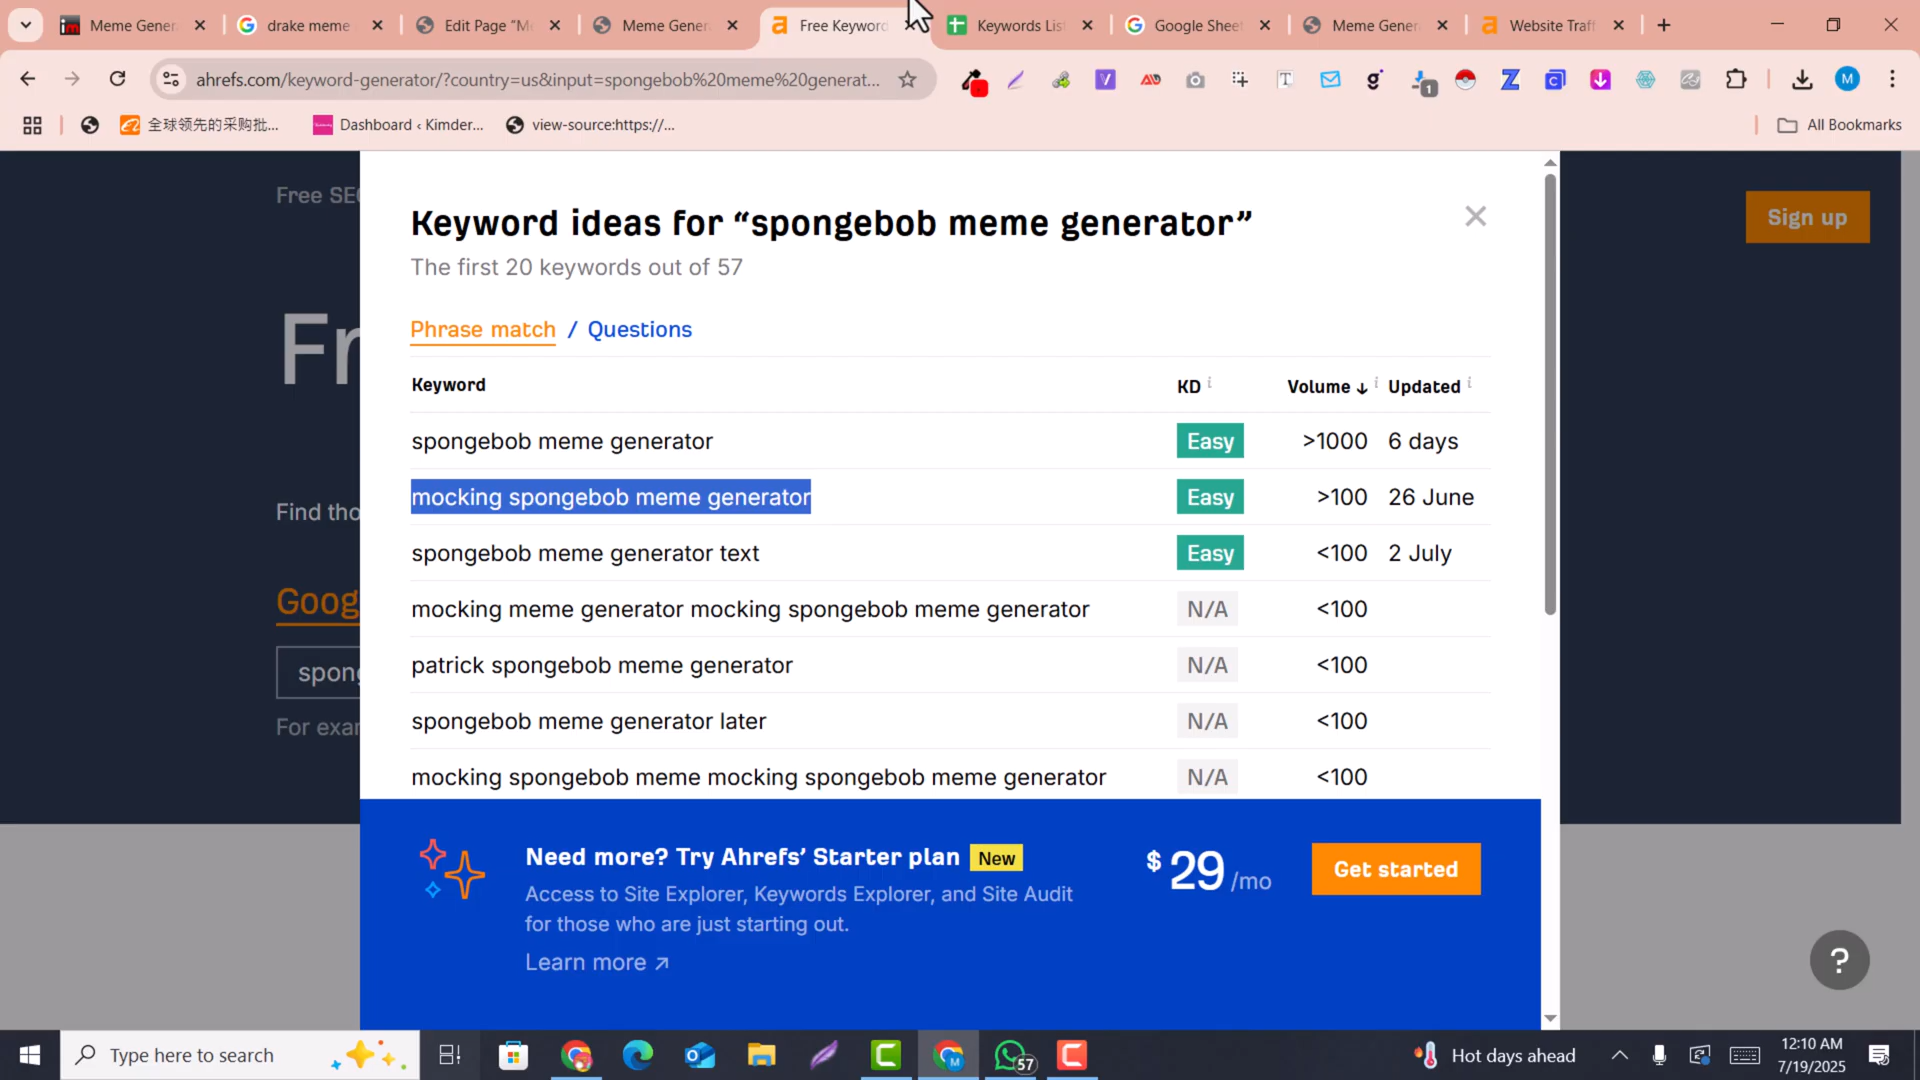 Meme Gener
drake meme
Edit Page "M
Meme Gener
Free Keyword
Keywords Lis
Google Sheet
Meme Gener
Website Traf
ahrefs.com/keyword-generator/?country=us&input=spongebob%20meme%20generat...
全球领先的采购批...
Dashboard ‹ Kimder...
view-source:https://...
All Bookmarks
Free SEO
Sign up
Keyword ideas for “spongebob meme generator”
The first 20 keywords out of 57
Phrase match / Questions
Keyword KD i Volume ↓ i Updated i
spongebob meme generator Easy >1000 6 days
mocking spongebob meme generator Easy >100 26 June
spongebob meme generator text Easy <100 2 July
mocking meme generator mocking spongebob meme generator N/A <100
patrick spongebob meme generator N/A <100
spongebob meme generator later N/A <100
mocking spongebob meme mocking spongebob meme generator N/A <100
Fr
Find tho
Goog
spong
For exam
Need more? Try Ahrefs’ Starter plan New
Access to Site Explorer, Keywords Explorer, and Site Audit
for those who are just starting out.
Learn more ↗
$ 29 /mo
Get started
?
Type here to search
57
Hot days ahead
12:10 AM
7/19/2025